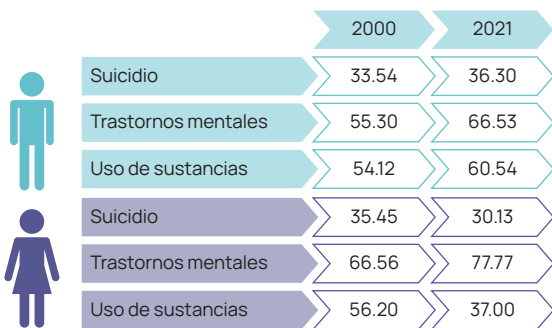 2000 2021
Suicidio 33.54 36.30
Trastornos mentales 55.30 66.53
Uso de sustancias 54.12 60.54
Suicidio 35.45 30.13
Trastornos mentales 66.56 77.77
Uso de sustancias 56.20 37.00